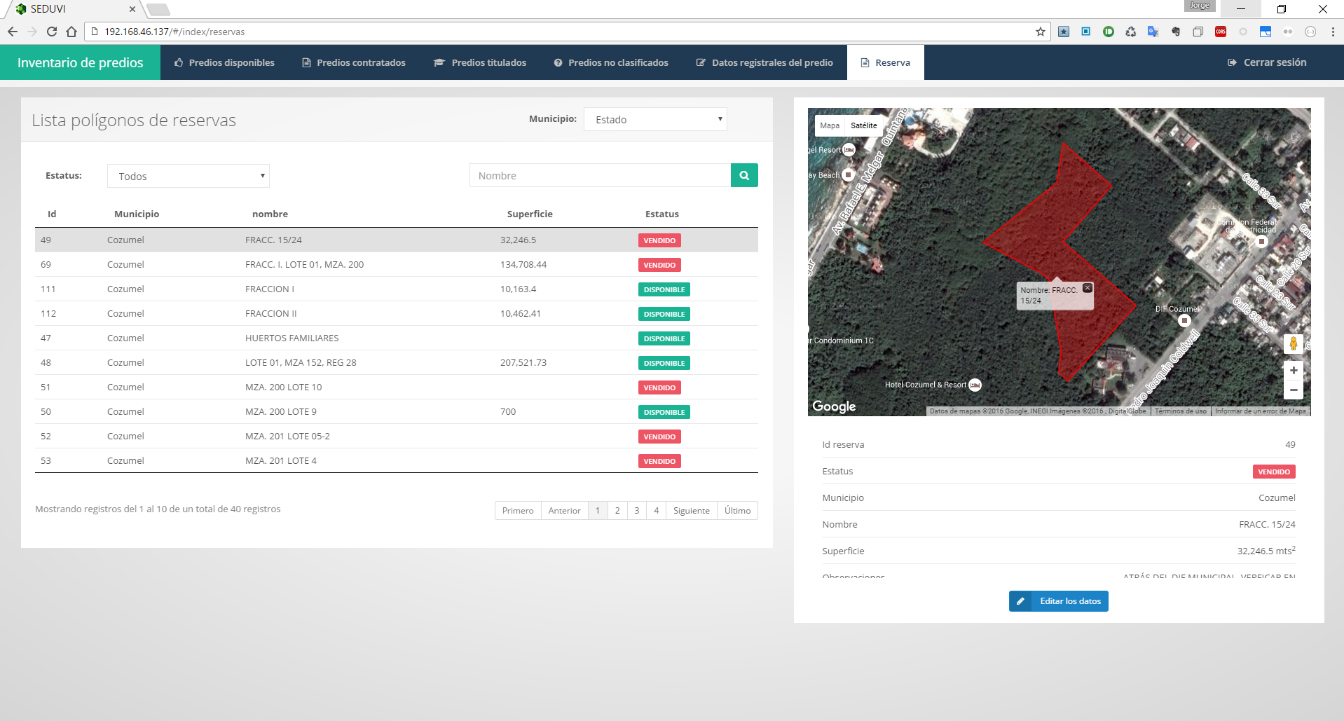 SEDUVI
Jorge
192.168.46.137/#/index/reservas
Inventario de predios
Predios disponibles
Predios contratados
Predios titulados
Predios no clasificados
Datos registrales del predio
Reserva
Cerrar sesión
Lista polígonos de reservas
Municipio: Estado
Estatus: Todos
Nombre
Id Municipio nombre Superficie Estatus
49 Cozumel FRACC. 15/24 32,246.5 VENDIDO
69 Cozumel FRACC. I. LOTE 01, MZA. 200 134,708.44 VENDIDO
111 Cozumel FRACCION I 10,163.4 DISPONIBLE
112 Cozumel FRACCION II 10,462.41 DISPONIBLE
47 Cozumel HUERTOS FAMILIARES DISPONIBLE
48 Cozumel LOTE 01, MZA 152, REG 28 207,521.73 DISPONIBLE
51 Cozumel MZA. 200 LOTE 10 VENDIDO
50 Cozumel MZA. 200 LOTE 9 700 DISPONIBLE
52 Cozumel MZA. 201 LOTE 05-2 VENDIDO
53 Cozumel MZA. 201 LOTE 4 VENDIDO
Mostrando registros del 1 al 10 de un total de 40 registros
Primero Anterior 1 2 3 4 Siguiente Último
Mapa Satélite
gel Resort
ay Beach
Av. Rafael E. Melgar
Quintana
Calle 29 Sur
Federal
Nombre: FRACC.
15/24
DIF Cozumel
r Condominium 1C
Hotel Cozumel & Resort
Joaquin Coldwell
Google
Datos de mapas ©2016 Google, INEGI Imágenes ©2016 , DigitalGlobe
Términos de uso
Informar de un error de Maps
Id reserva 49
Estatus VENDIDO
Municipio Cozumel
Nombre FRACC. 15/24
Superficie 32,246.5 mts2
Observaciones ATRÁS DEL DIF MUNICIPAL, VERFICAR EN
Editar los datos